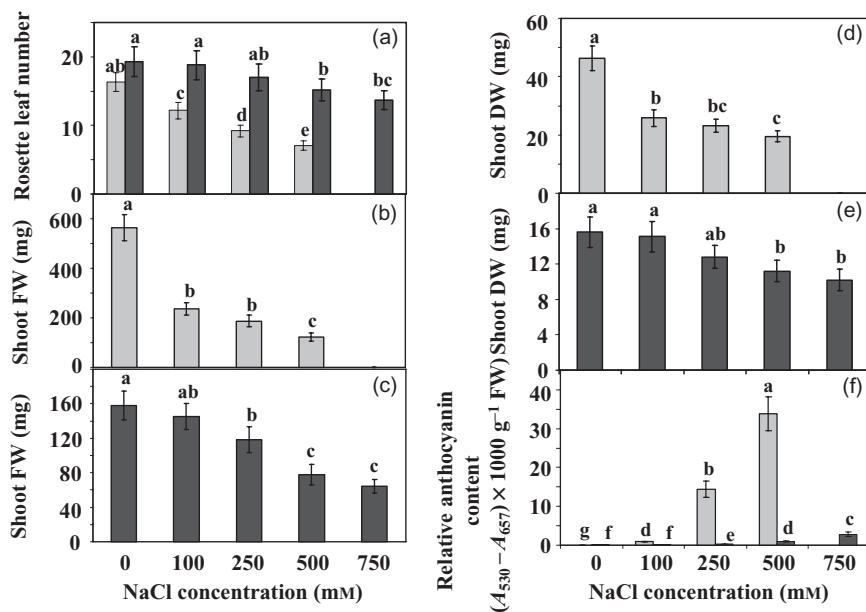 (a)
Rosette leaf number
20
15
10
0
ab
a
c
a
d
ab
e
b
bc
(b)
Shoot FW (mg)
600
400
200
0
a
b
b
c
(c)
Shoot FW (mg)
160
120
80
40
0
a
ab
b
c
c
0 100 250 500 750
NaCl concentration (mM)
(d)
Shoot DW (mg)
60
40
20
0
a
b
bc
c
(e)
Shoot DW (mg)
16
12
8
4
0
a
a
ab
b
b
(f)
Relative anthocyanin
content
(A530 – A657) × 1000 g–1 FW)
40
30
20
10
5
0
g
f
d
f
b
e
a
d
c
0 100 250 500 750
NaCl concentration (mM)